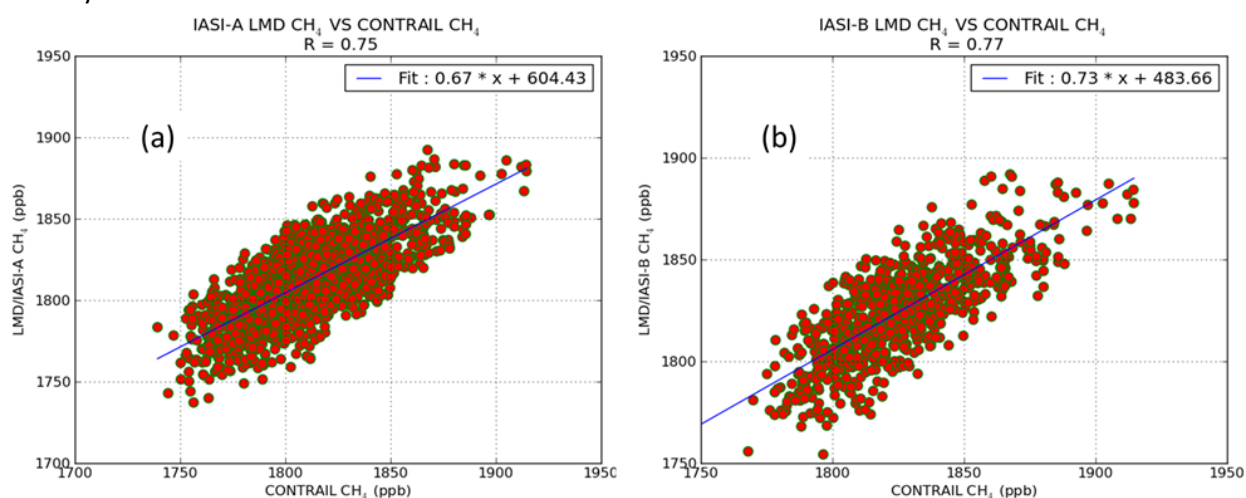 IASI-A LMD CH₄ VS CONTRAIL CH₄
R = 0.75
Fit : 0.67 * x + 604.43
(a)
1950
1900
1850
1800
1750
1700
LMD/IASI-A CH₄ (ppb)
1700 1750 1800 1850 1900 1950
CONTRAIL CH₄ (ppb)
IASI-B LMD CH₄ VS CONTRAIL CH₄
R = 0.77
Fit : 0.73 * x + 483.66
(b)
1950
1900
1850
1800
1750
LMD/IASI-B CH₄ (ppb)
1750 1800 1850 1900 1950
CONTRAIL CH₄ (ppb)